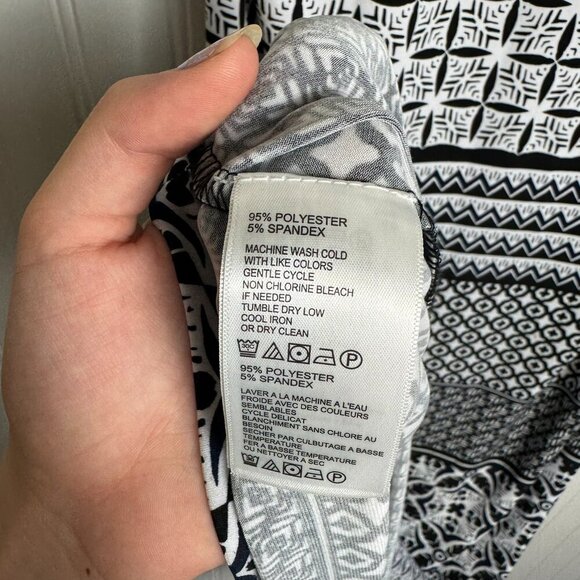 95% POLYESTER
5% SPANDEX
MACHINE WASH COLD
WITH LIKE COLORS
GENTLE CYCLE
NON CHLORINE BLEACH
IF NEEDED
TUMBLE DRY LOW
COOL IRON
OR DRY CLEAN
30C P
95% POLYESTER
5% SPANDEX
LAVER A LA MACHINE A L'EAU
FROIDE AVEC DES COULEURS
SEMBLABLES
CYCLE DELICAT
BLANCHIMENT SANS CHLORE AU
BESOIN
SECHER PAR CULBUTAGE A BASSE
TEMPERATURE
FER A BASSE TEMPERATURE
OU NETTOYER A SEC
P